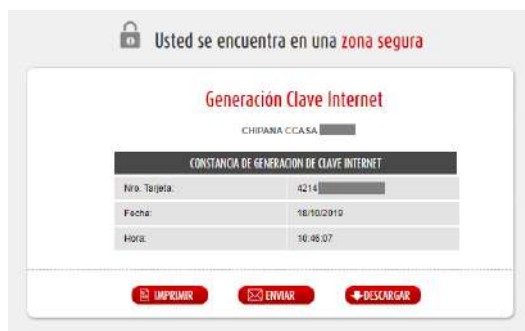 Usted se encuentra en una zona segura
Generación Clave Internet
CHIPANA CCASA
CONSTANCIA DE GENERACION DE CLAVE INTERNET
Nro. Tarjeta: 4214
Fecha: 18/10/2019
Hora: 10:46:07
IMPRIMIR ENVIAR DESCARGAR